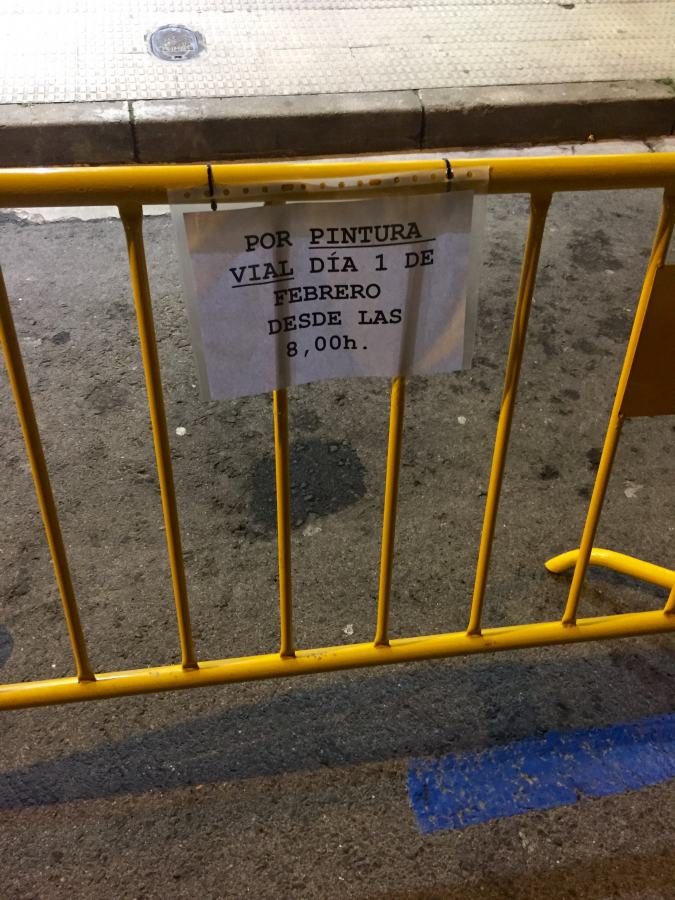 POR PINTURA
VIAL DÍA 1 DE
FEBRERO
DESDE LAS
8,00h.